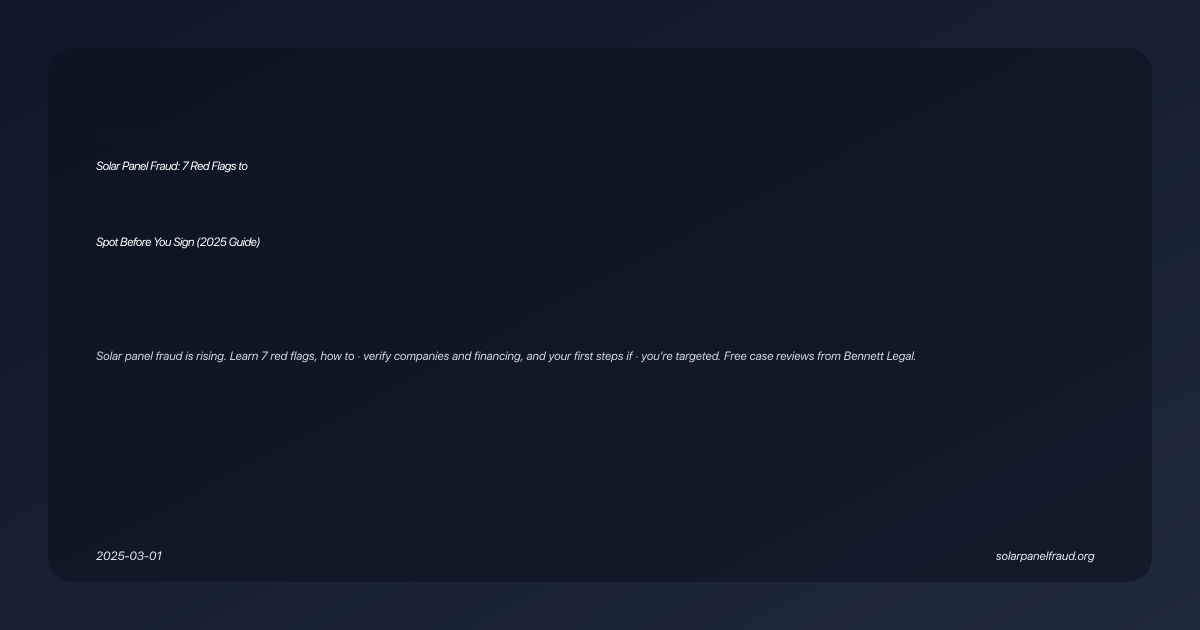 Solar Panel Fraud: 7 Red Flags to
Spot Before You Sign (2025 Guide)
Solar panel fraud is rising. Learn 7 red flags, how to · verify companies and financing, and your first steps if · you're targeted. Free case reviews from Bennett Legal.
2025-03-01
solarpanelfraud.org